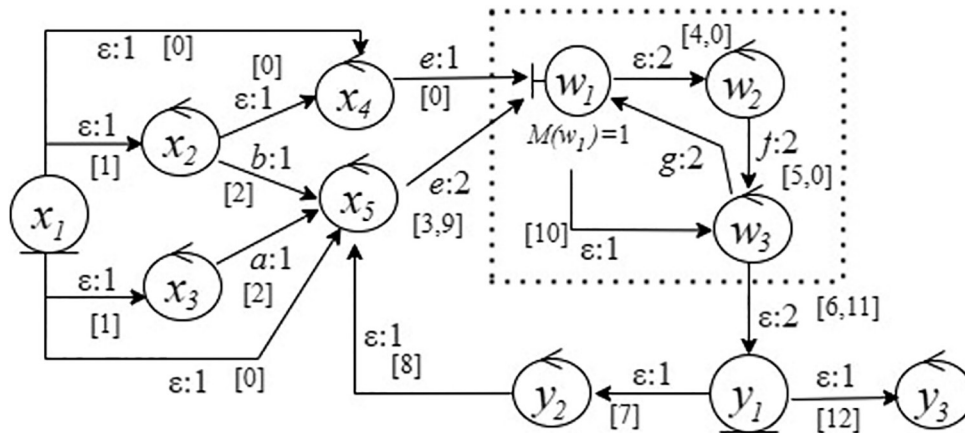 ε:1 [0]
[0]
ε:1
x4
e:1
[0]
w1
M(w1)=1
ε:2
[4,0]
w2
ε:1
[1]
x2
b:1
[2]
g:2
[5,0]
x1
x5
e:2
[3,9]
[10]
ε:1
w3
ε:1
[1]
x3
a:1
[2]
ε:1 [0]
ε:1
[8]
ε:2
[6,11]
y2
ε:1
[7]
y1
ε:1
[12]
y3